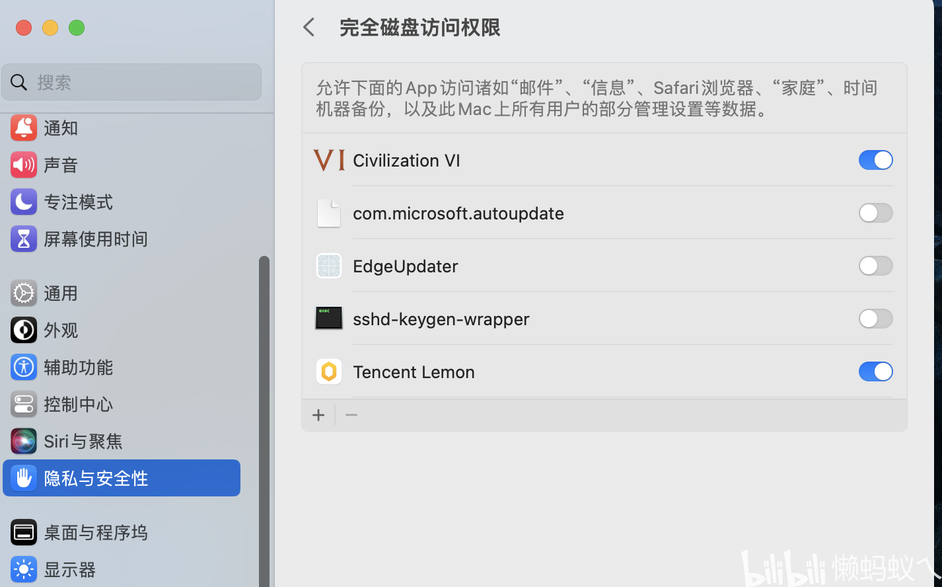 搜索
通知
声音
专注模式
屏幕使用时间
通用
外观
辅助功能
控制中心
Siri与聚焦
隐私与安全性
桌面与程序坞
显示器
完全磁盘访问权限
允许下面的App访问诸如“邮件”、“信息”、Safari浏览器、“家庭”、时间
机器备份，以及此Mac上所有用户的部分管理设置等数据。
VI Civilization VI
com.microsoft.autoupdate
EdgeUpdater
sshd-keygen-wrapper
Tencent Lemon
bilibili 懒蚂蚁